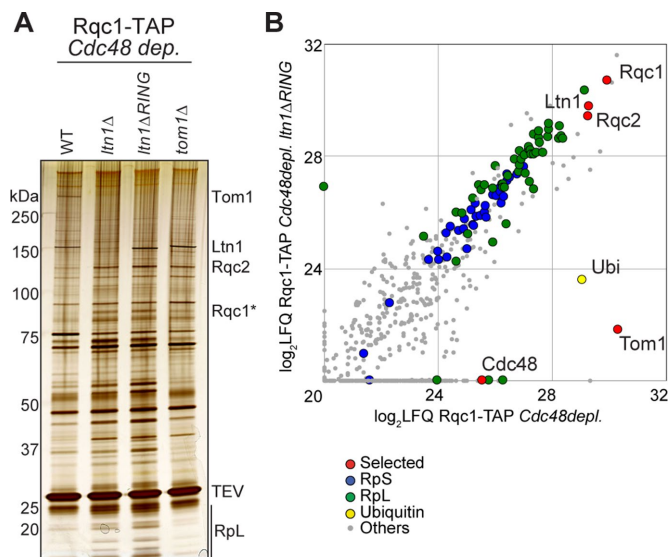 A
Rqc1-TAP
Cdc48 dep.
WT
ltn1Δ
ltn1ΔRING
tom1Δ
kDa
250
150
100
75
50
37
25
20
Tom1
Ltn1
Rqc2
Rqc1*
TEV
RpL
B
log2LFQ Rqc1-TAP Cdc48depl. ltn1ΔRING
32
28
24
20
24
28
32
Rqc1
Ltn1
Rqc2
Ubi
Tom1
Cdc48
log2LFQ Rqc1-TAP Cdc48depl.
Selected
RpS
RpL
Ubiquitin
Others